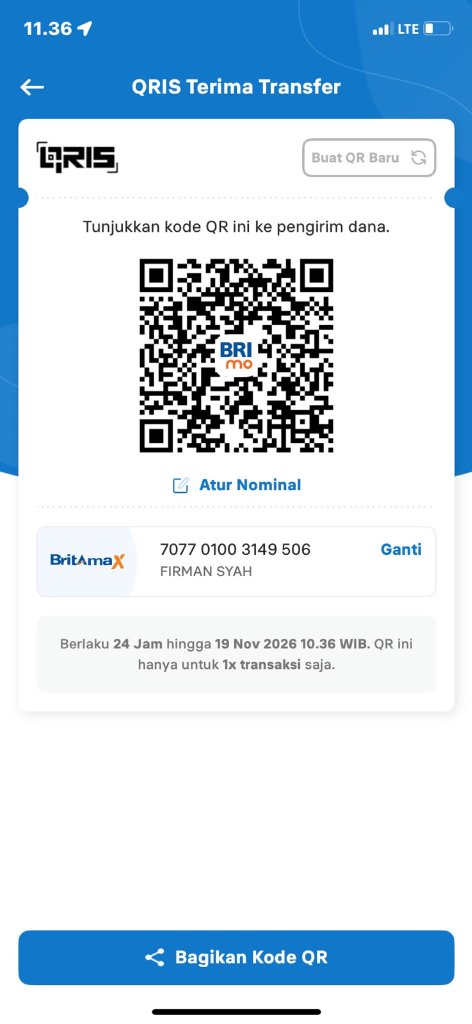 11.36
LTE
QRIS Terima Transfer
QRIS
Buat QR Baru
Tunjukkan kode QR ini ke pengirim dana.
BRI
mo
Atur Nominal
BritAmaX
7077 0100 3149 506
Ganti
FIRMAN SYAH
Berlaku 24 Jam hingga 19 Nov 2026 10.36 WIB. QR ini
hanya untuk 1x transaksi saja.
Bagikan Kode QR